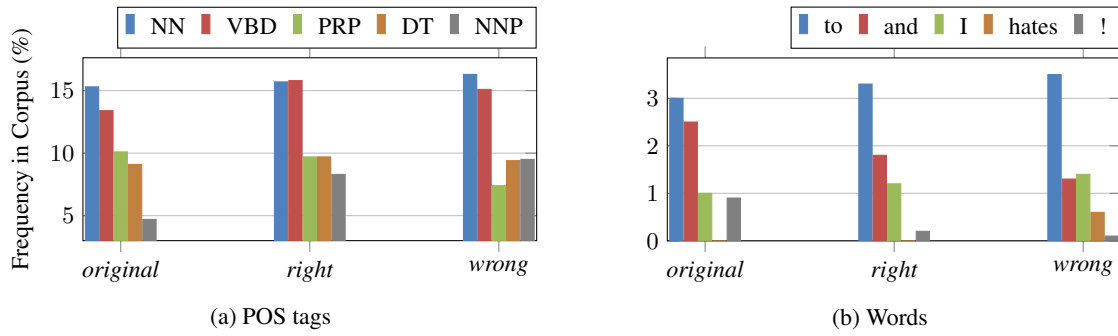 NN VBD PRP DT NNP
Frequency in Corpus (%)
15
10
5
original right wrong
(a) POS tags
to and I hates !
3
2
1
0
original right wrong
(b) Words